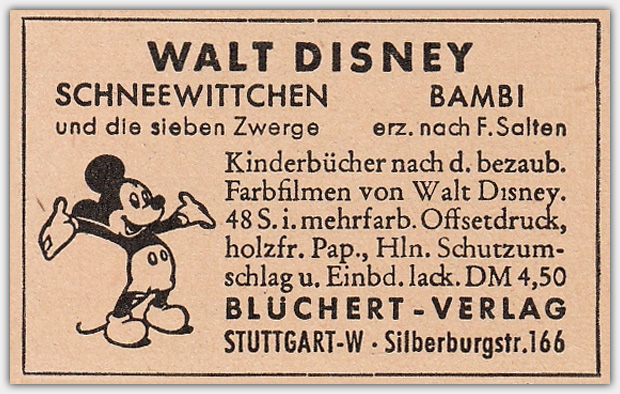 WALT DISNEY
SCHNEEWITTCHEN BAMBI
und die sieben Zwerge erz. nach F. Salten
Kinderbücher nach d. bezaub.
Farbfilmen von Walt Disney.
48 S. i. mehrfarb. Offsetdruck,
holzfr. Pap., Hln. Schutzum-
schlag u. Einbd. lack. DM 4,50
BLÜCHERT-VERLAG
STUTTGART-W · Silberburgstr. 166